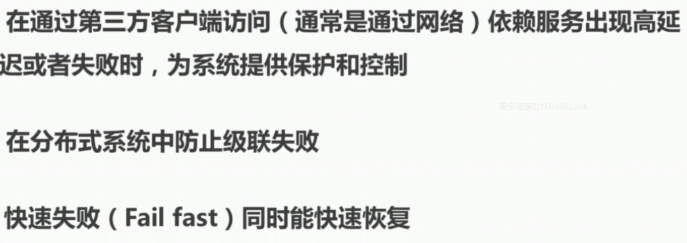 在通过第三方客户端访问（通常是通过网络）依赖服务出现高延
迟或者失败时，为系统提供保护和控制
在分布式系统中防止级联失败
快速失败（Fail fast）同时能快速恢复